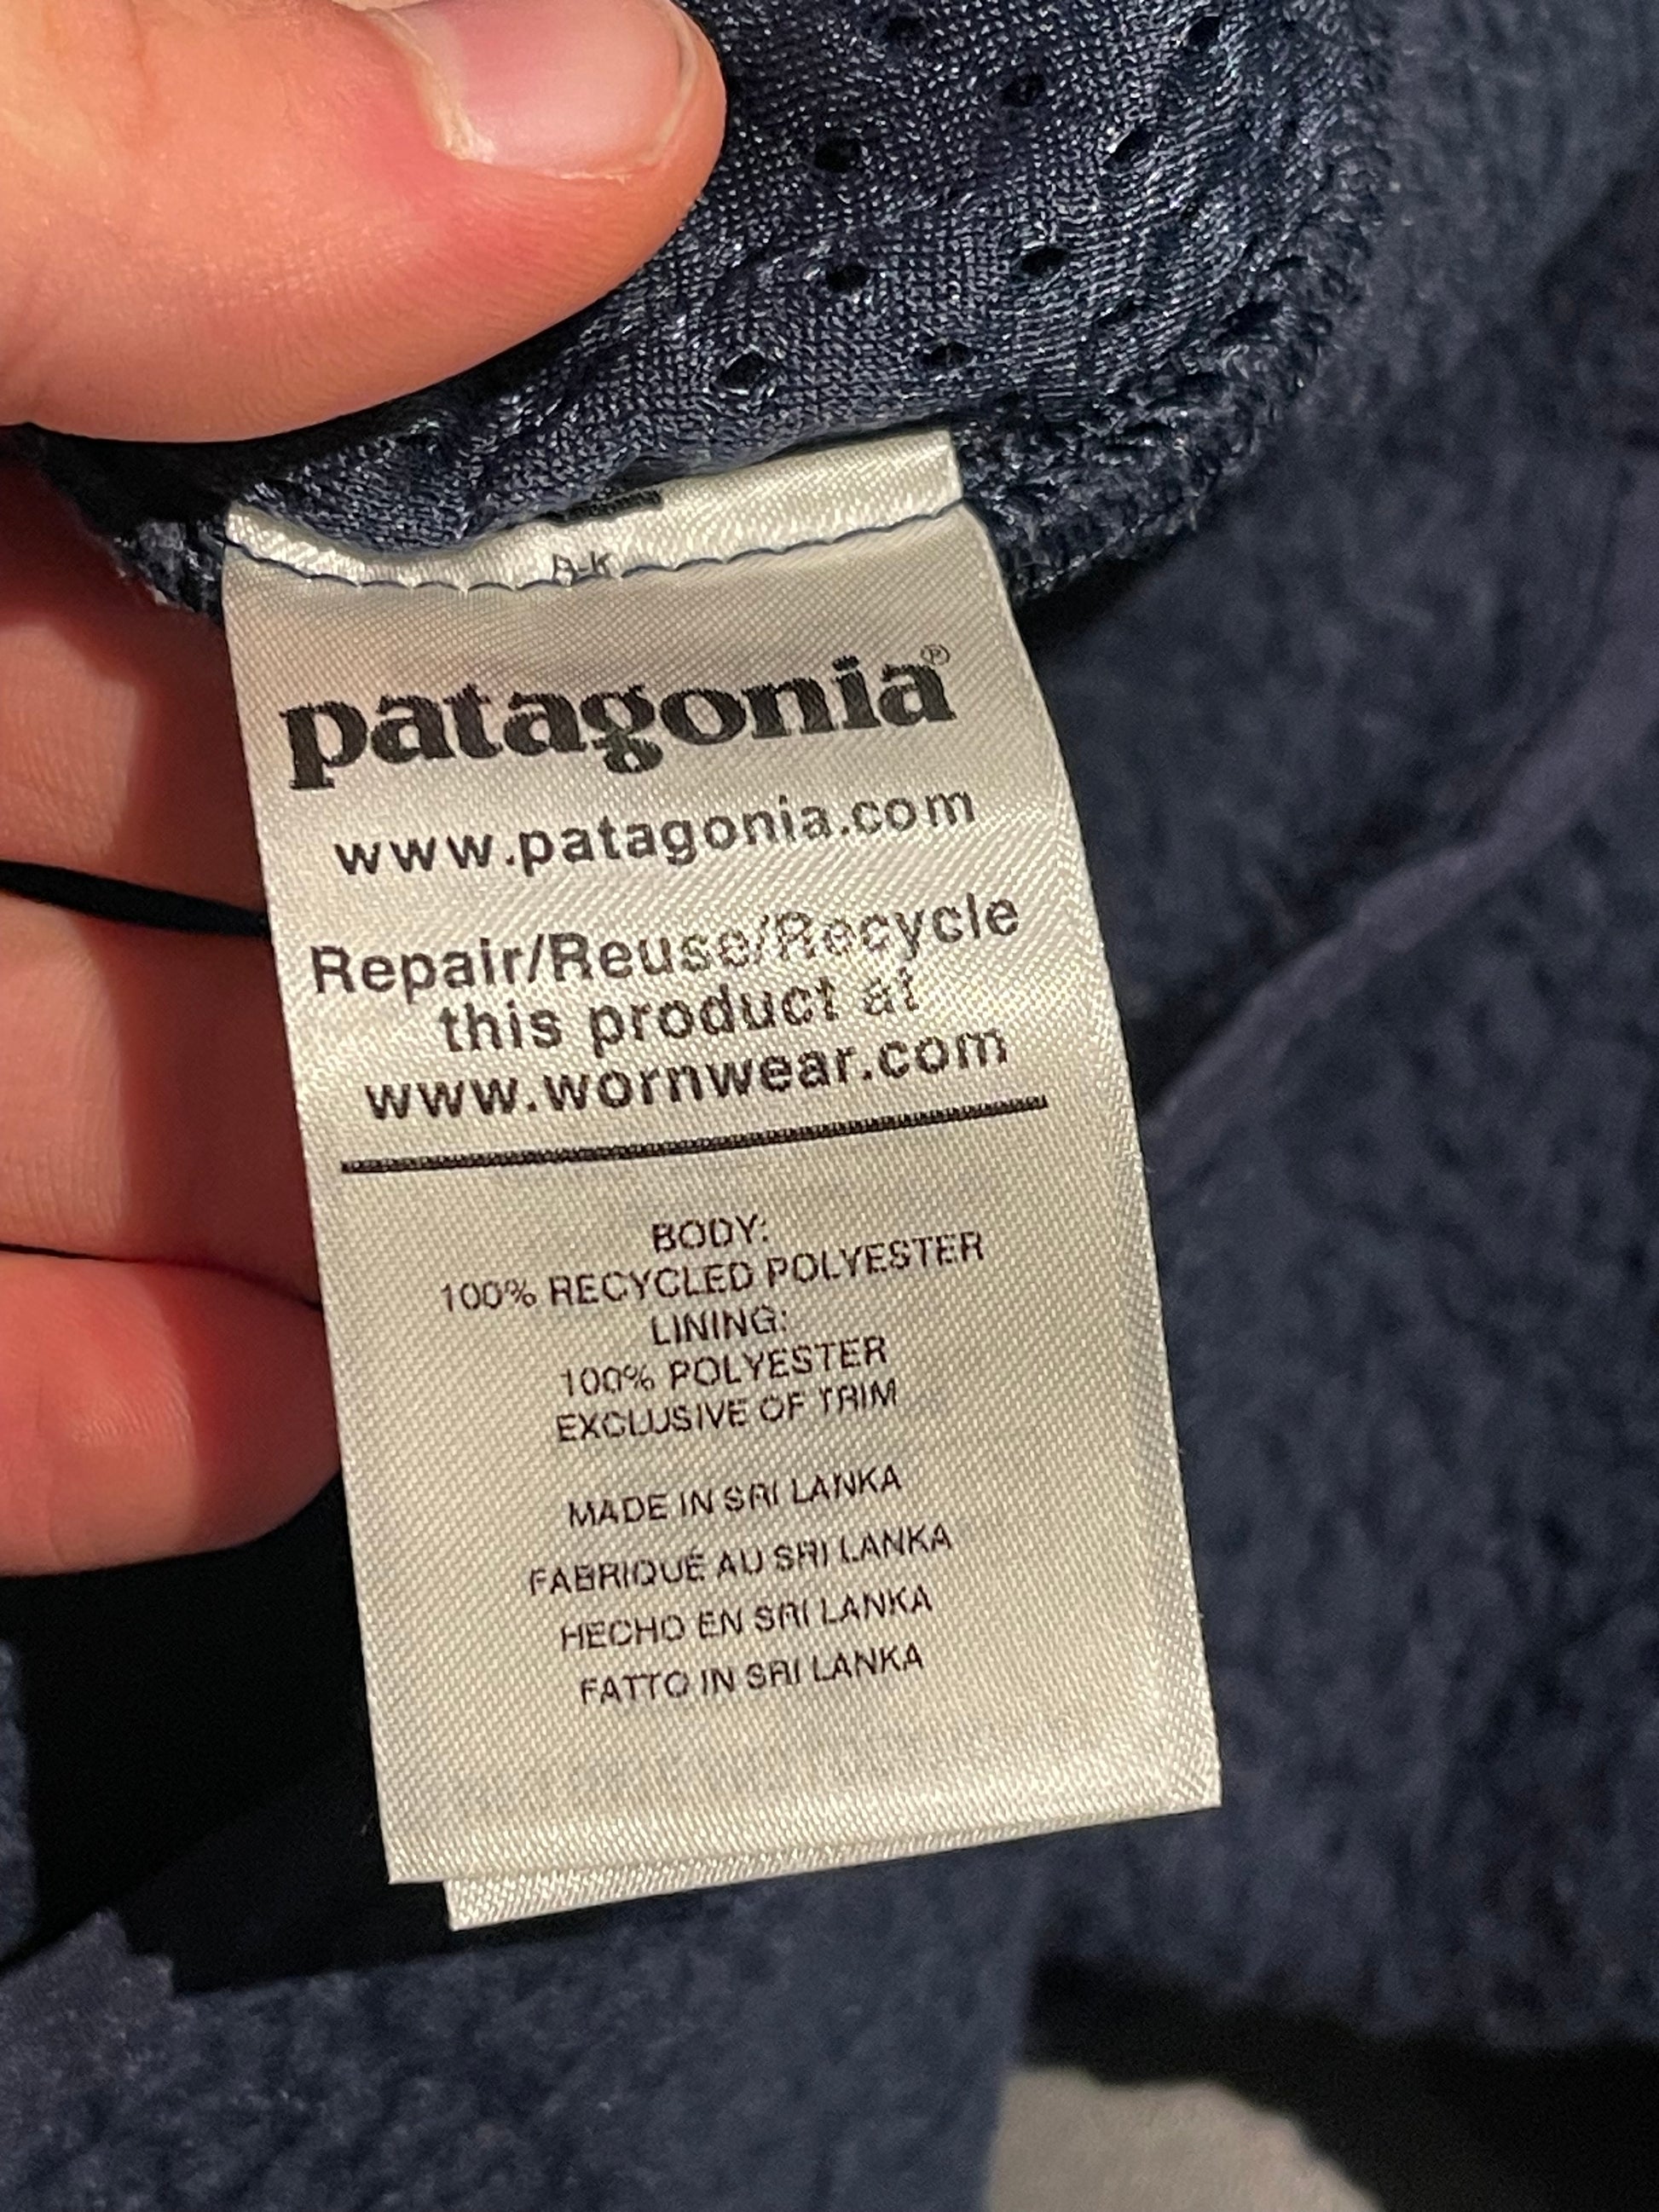 patagonia®
www.patagonia.com
Repair/Reuse/Recycle
this product at
www.wornwear.com
BODY:
100% RECYCLED POLYESTER
LINING:
100% POLYESTER
EXCLUSIVE OF TRIM
MADE IN SRI LANKA
FABRIQUÉ AU SRI LANKA
HECHO EN SRI LANKA
FATTO IN SRI LANKA